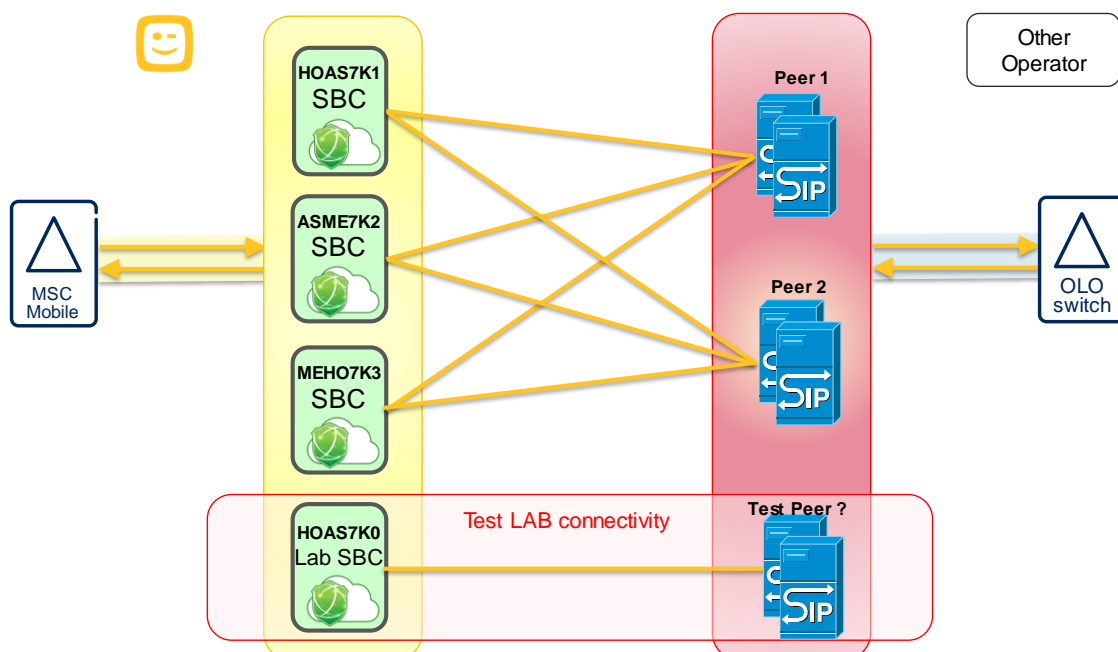 Other
Operator
HOAS7K1
SBC
Peer 1
SIP
ASME7K2
SBC
MSC
Mobile
OLO
switch
Peer 2
SIP
MEHO7K3
SBC
Test LAB connectivity
HOAS7K0
Lab SBC
Test Peer ?
SIP